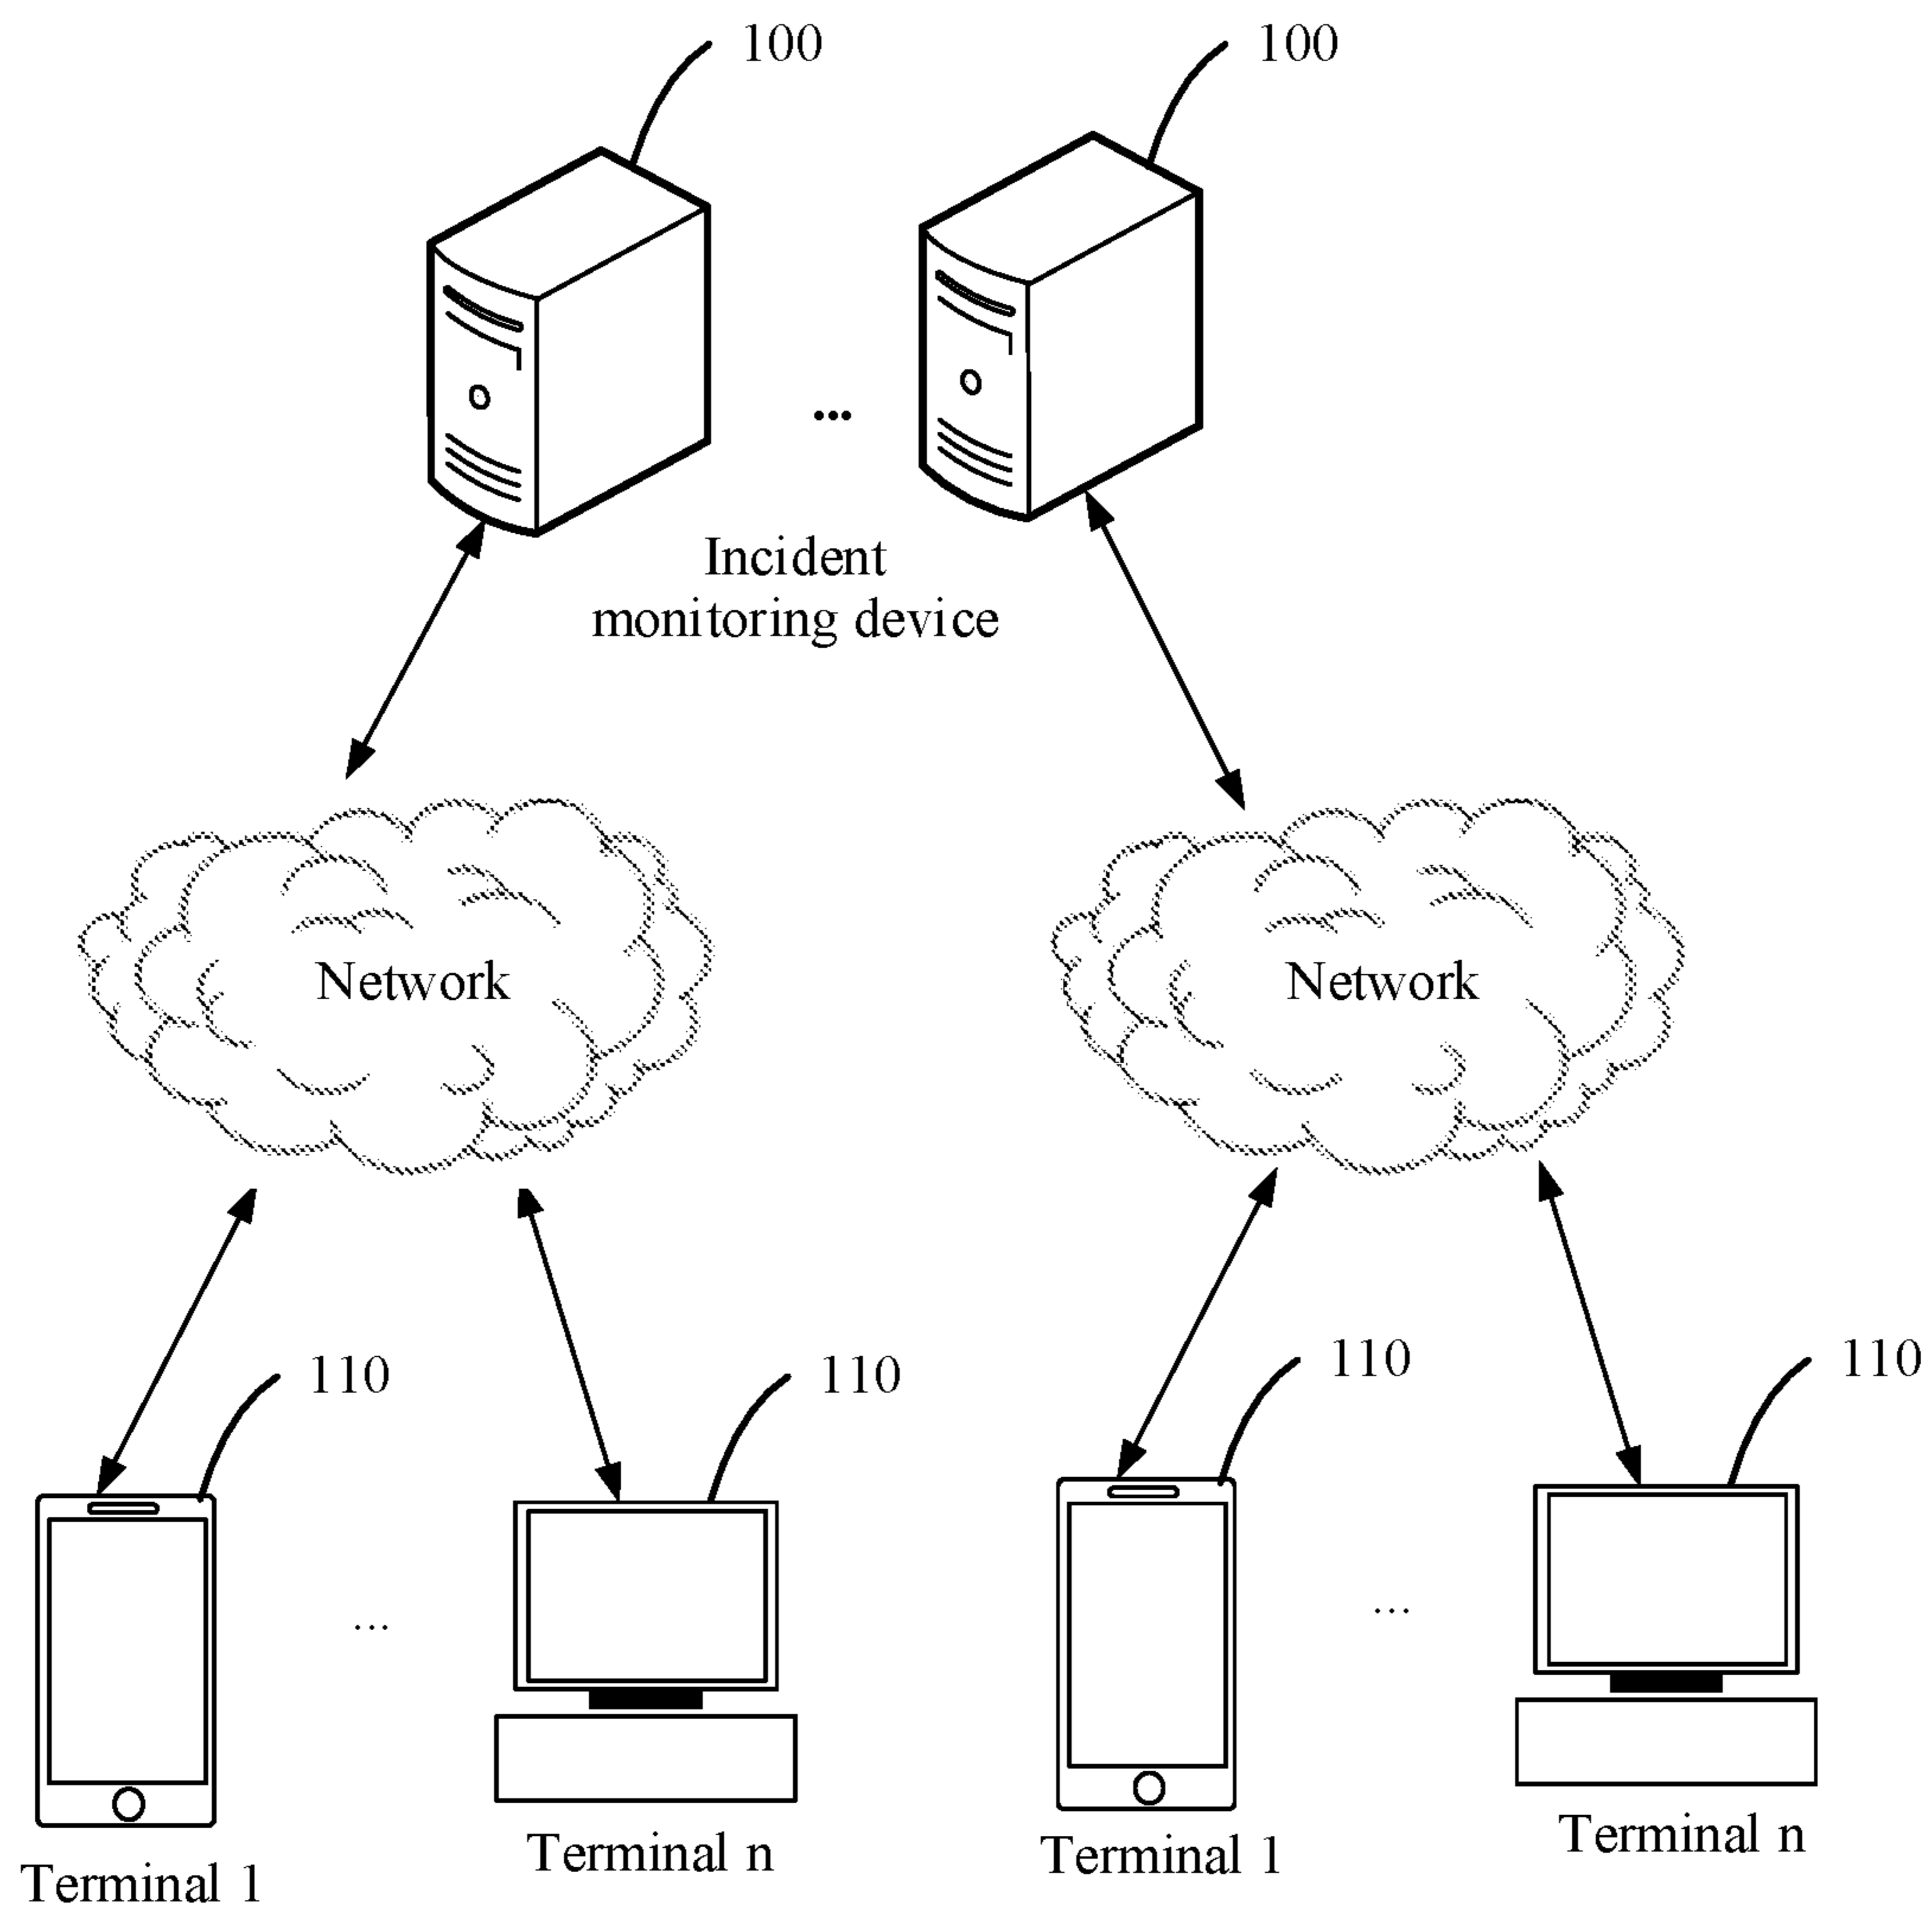 100
100
...
Incident
monitoring device
Network
Network
110
110
110
110
...
...
Terminal 1
Terminal n
Terminal 1
Terminal n